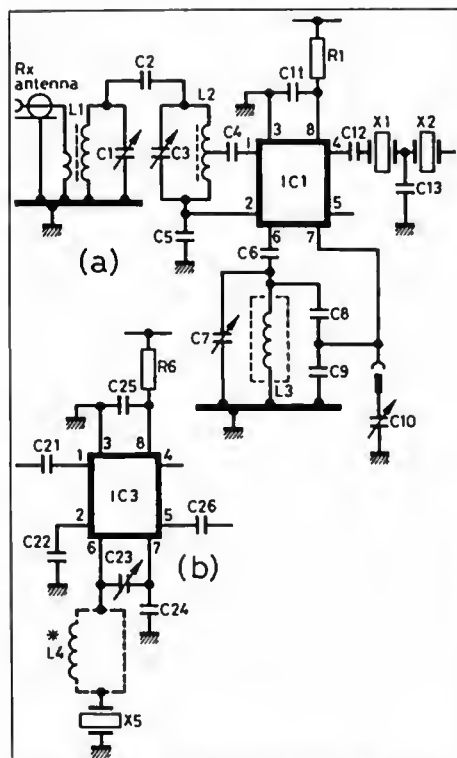 Rx
antenna
L1
C2
L2
C1
C3
C4
C5
(a)
R1
C11
3 8
1 4
IC1
2 5
6 7
C12 X1 X2
C13
C6
C7
L3
C8
C9
C10
R6
C25
3 8
C21 1 4
IC3
2 5 C26
C22
6 7
C23
(b)
C24
*
L4
X5